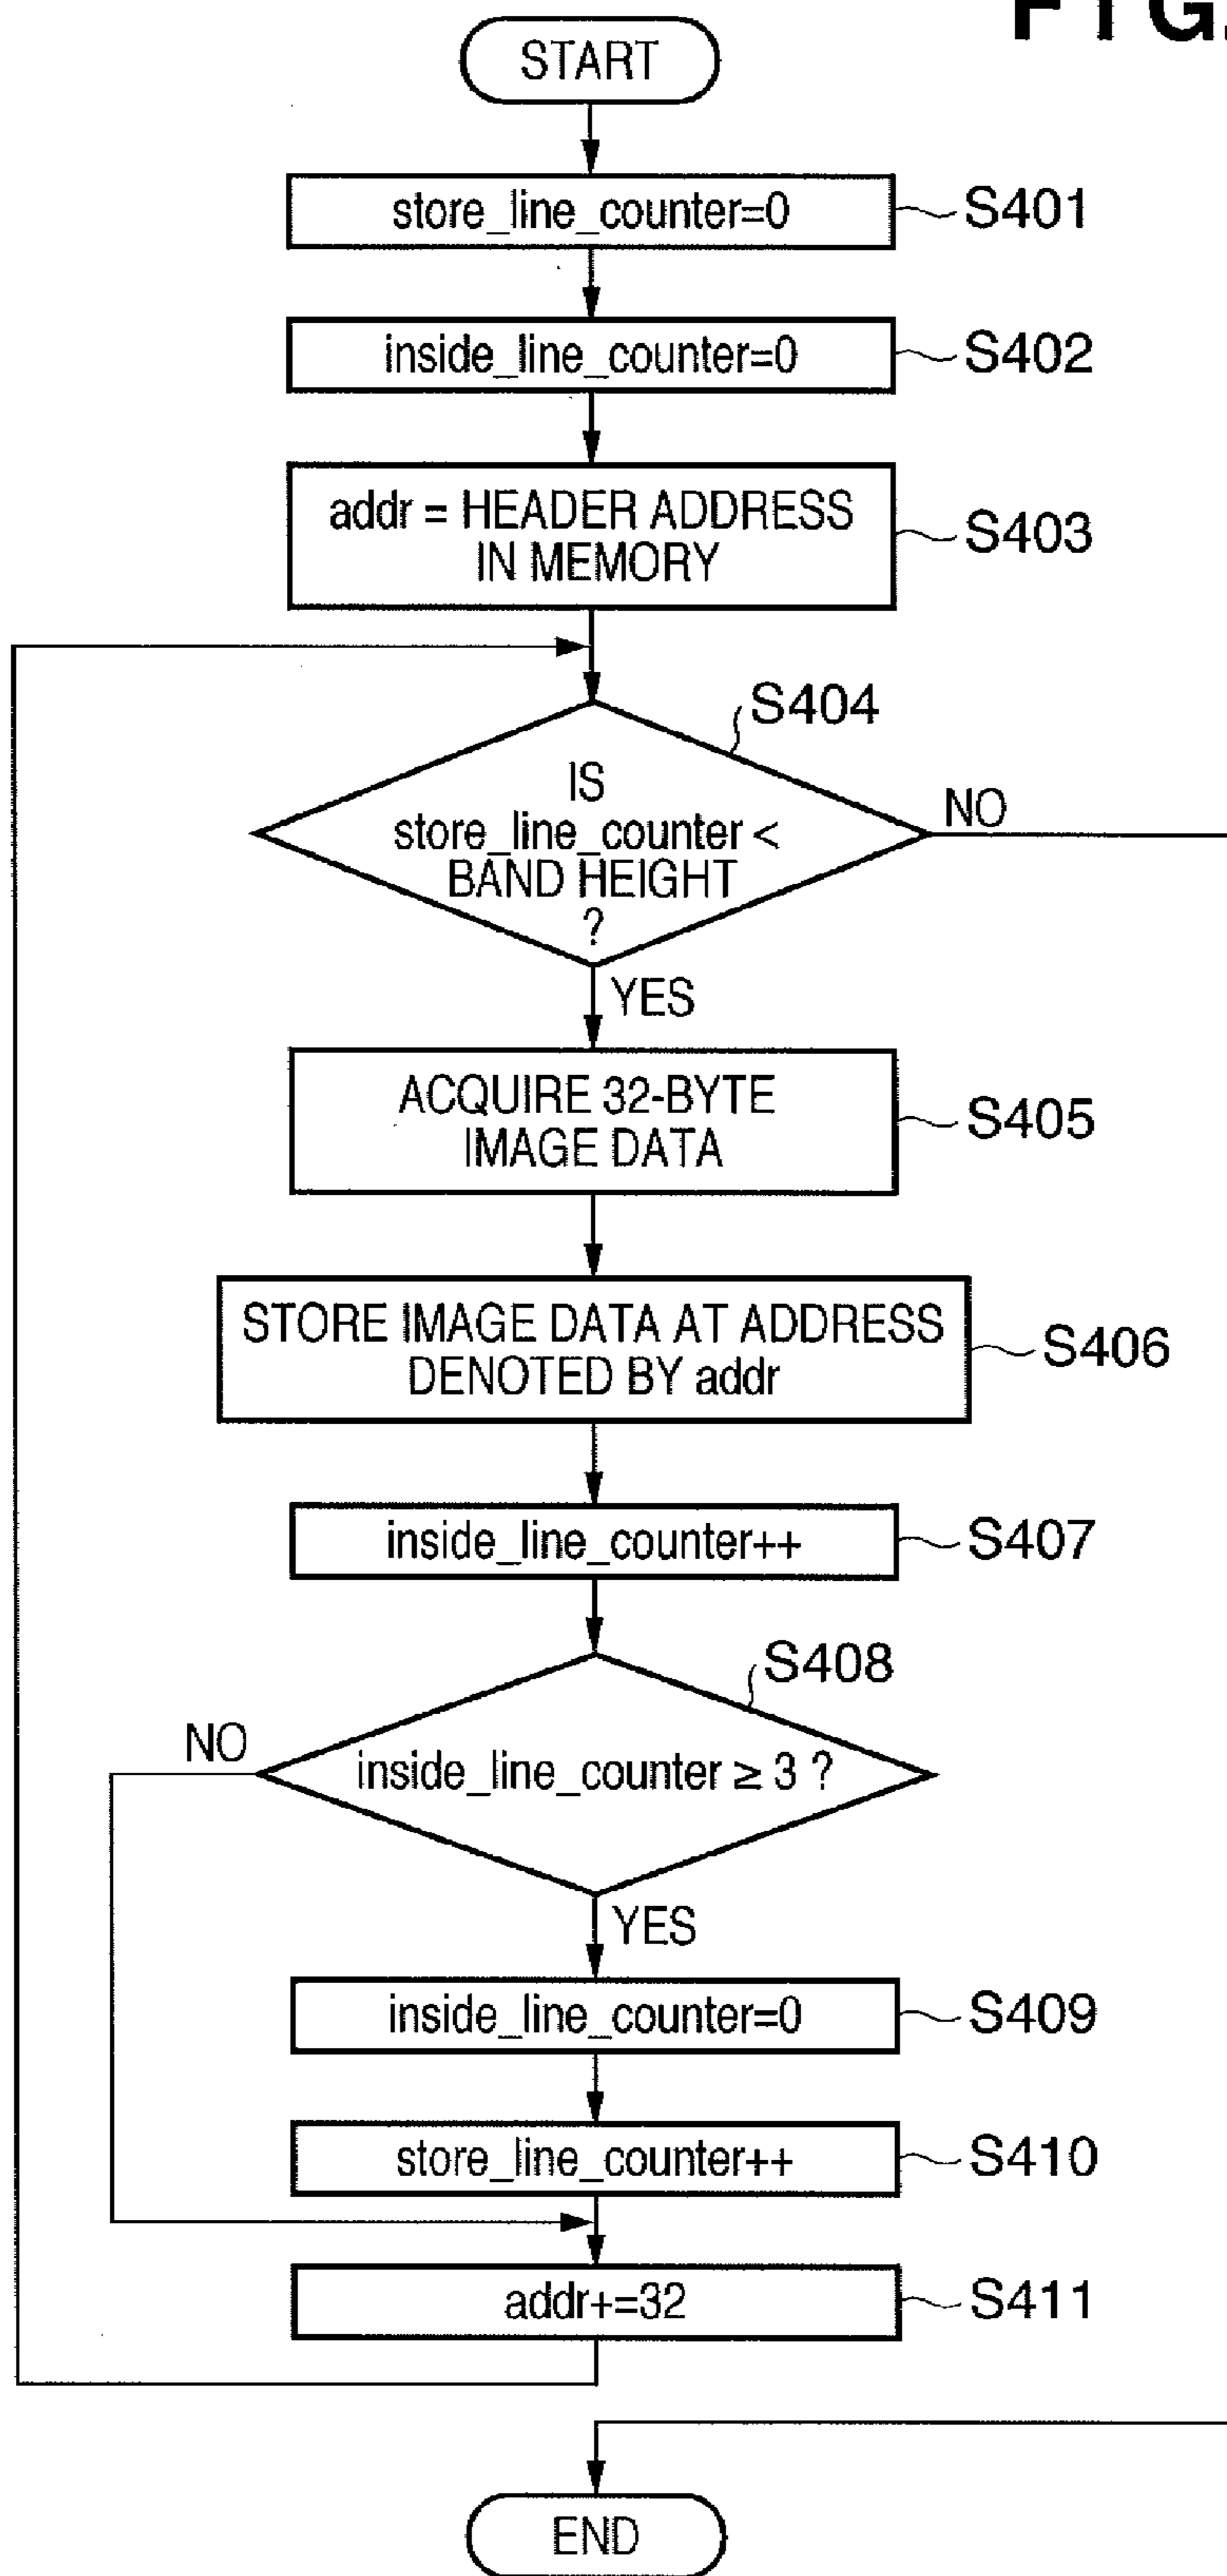 FIG.
START
store_line_counter=0
S401
inside_line_counter=0
S402
addr = HEADER ADDRESS
IN MEMORY
S403
S404
IS
store_line_counter <
BAND HEIGHT
?
NO
YES
ACQUIRE 32-BYTE
IMAGE DATA
S405
STORE IMAGE DATA AT ADDRESS
DENOTED BY addr
S406
inside_line_counter++
S407
S408
NO
inside_line_counter ≥ 3 ?
YES
inside_line_counter=0
S409
store_line_counter++
S410
addr+=32
S411
END